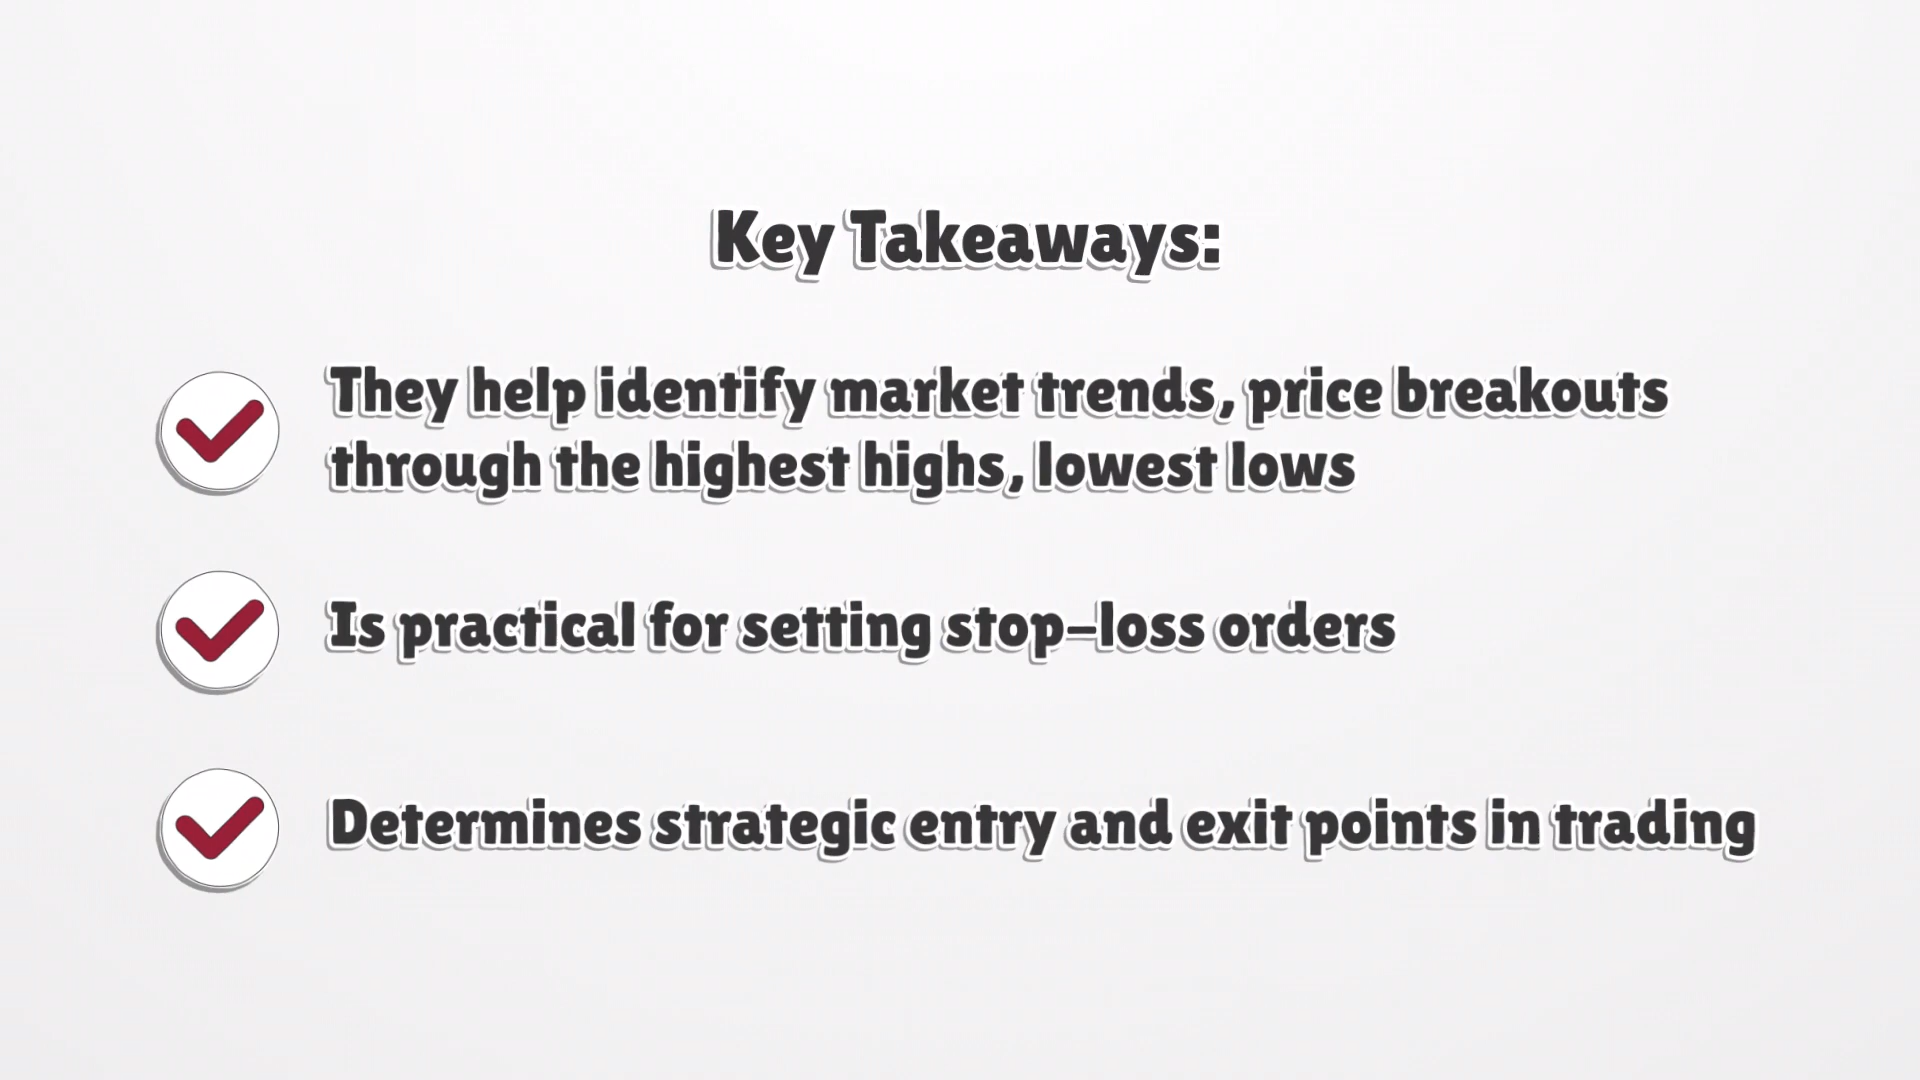 Key Takeaways:
They help identify market trends, price breakouts
through the highest highs, lowest lows
Is practical for setting stop-loss orders
Determines strategic entry and exit points in trading